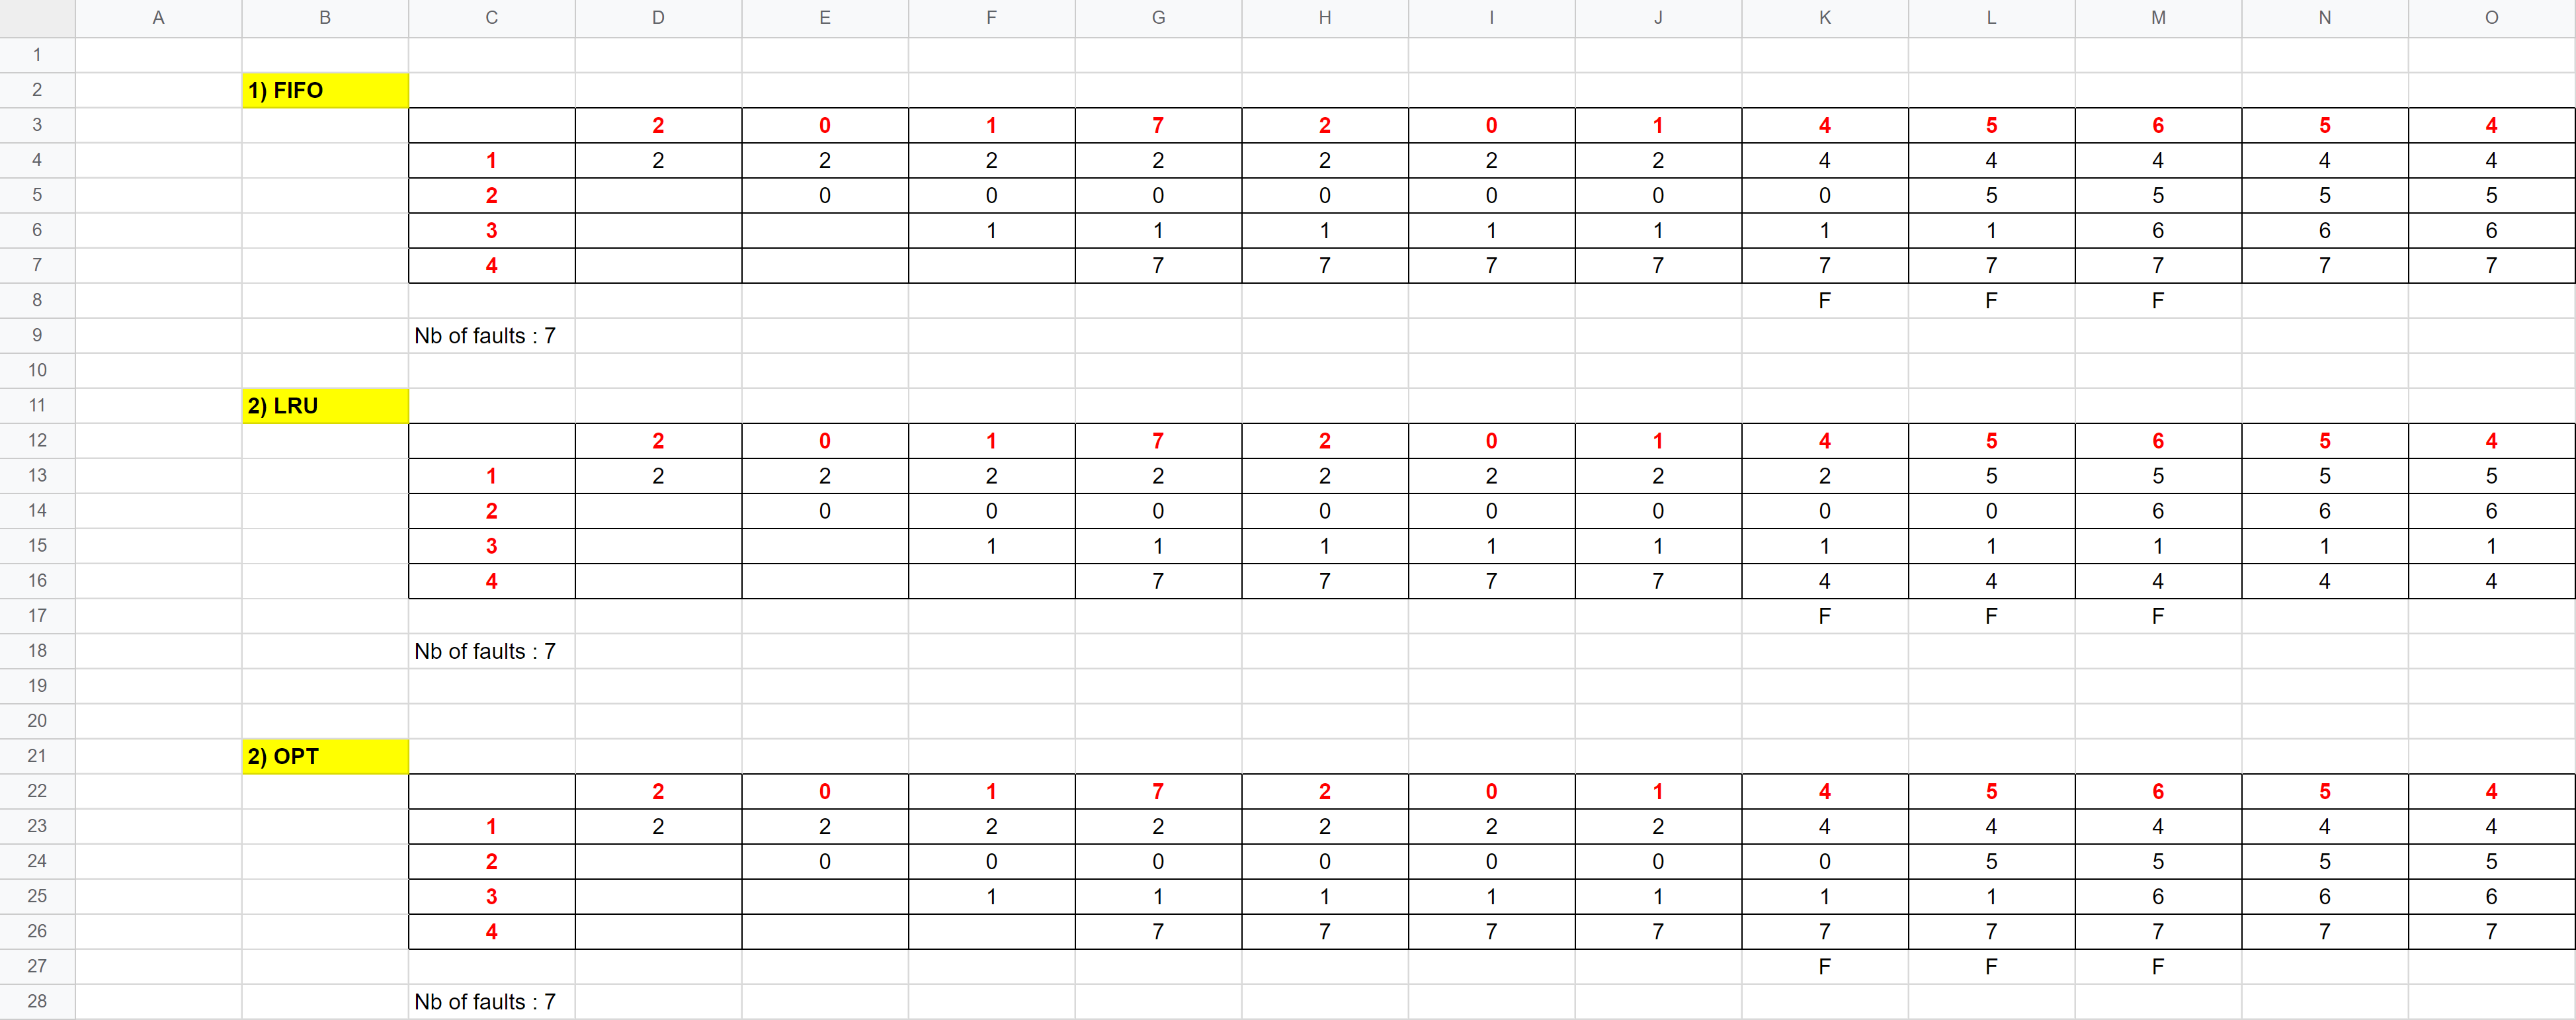 A B C D E F G H I J K L M N O
1
2 1) FIFO
3 2 0 1 7 2 0 1 4 5 6 5 4
4 1 2 2 2 2 2 2 2 4 4 4 4 4
5 2 0 0 0 0 0 0 0 5 5 5 5
6 3 1 1 1 1 1 1 1 6 6 6
7 4 7 7 7 7 7 7 7 7 7
8 F F F
9 Nb of faults : 7
10
11 2) LRU
12 2 0 1 7 2 0 1 4 5 6 5 4
13 1 2 2 2 2 2 2 2 2 5 5 5 5
14 2 0 0 0 0 0 0 0 0 6 6 6
15 3 1 1 1 1 1 1 1 1 1 1
16 4 7 7 7 7 4 4 4 4 4
17 F F F
18 Nb of faults : 7
19
20
21 2) OPT
22 2 0 1 7 2 0 1 4 5 6 5 4
23 1 2 2 2 2 2 2 2 4 4 4 4 4
24 2 0 0 0 0 0 0 0 5 5 5 5
25 3 1 1 1 1 1 1 1 6 6 6
26 4 7 7 7 7 7 7 7 7 7
27 F F F
28 Nb of faults : 7